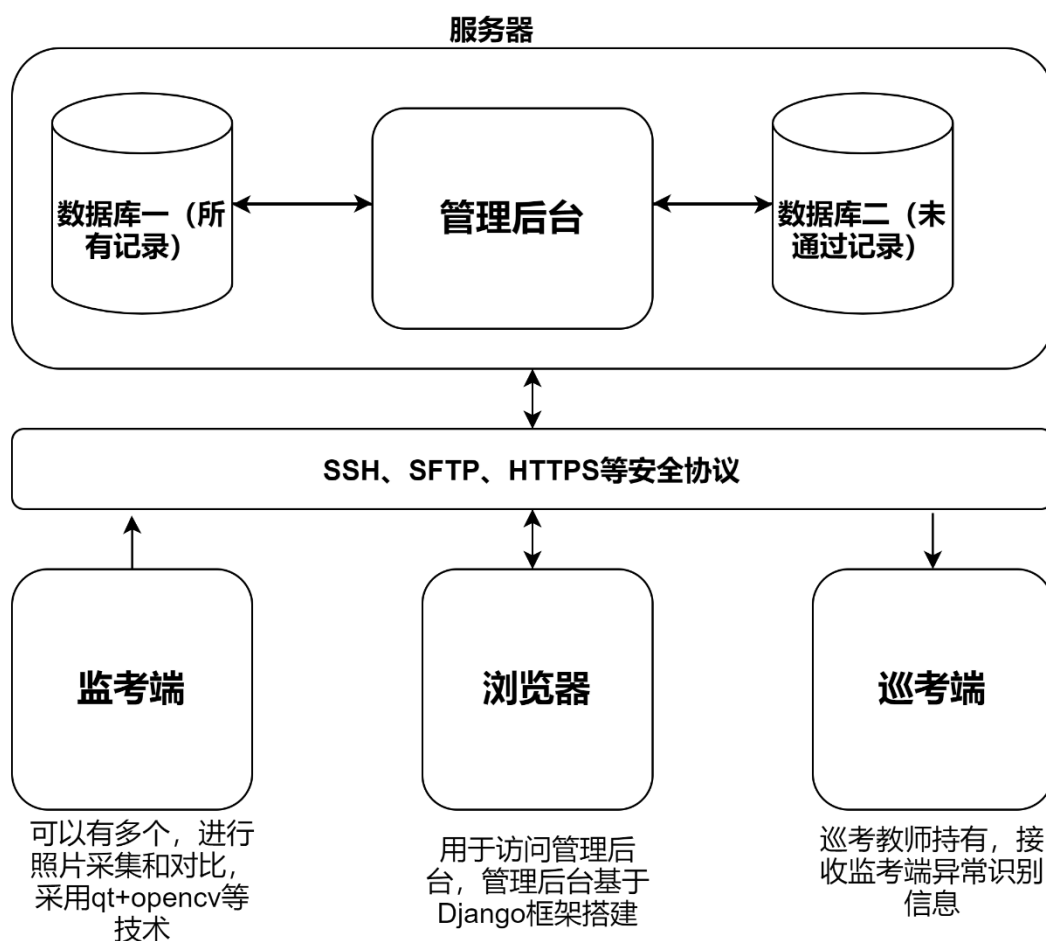 服务器
数据库一（所
有记录）
管理后台
数据库二（未
通过记录）
SSH、SFTP、HTTPS等安全协议
监考端
浏览器
巡考端
可以有多个，进行
照片采集和对比，
采用qt+opencv等
技术
用于访问管理后
台，管理后台基于
Django框架搭建
巡考教师持有，接
收监考端异常识别
信息